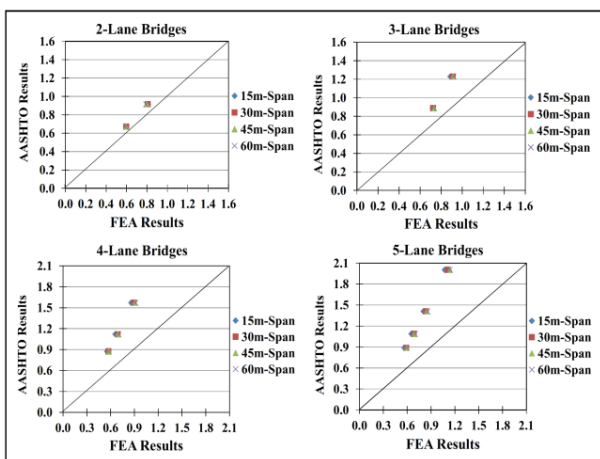 2-Lane Bridges
AASHTO Results
1.6
1.4
1.2
1.0
0.8
0.6
0.4
0.2
0.0
0.0 0.2 0.4 0.6 0.8 1.0 1.2 1.4 1.6
FEA Results
15m-Span
30m-Span
45m-Span
60m-Span
3-Lane Bridges
AASHTO Results
1.6
1.4
1.2
1.0
0.8
0.6
0.4
0.2
0.0
0.0 0.2 0.4 0.6 0.8 1.0 1.2 1.4 1.6
FEA Results
15m-Span
30m-Span
45m-Span
60m-Span
4-Lane Bridges
AASHTO Results
2.1
1.8
1.5
1.2
0.9
0.6
0.3
0.0
0.0 0.3 0.6 0.9 1.2 1.5 1.8 2.1
FEA Results
15m-Span
30m-Span
45m-Span
60m-Span
5-Lane Bridges
AASHTO Results
2.1
1.8
1.5
1.2
0.9
0.6
0.3
0.0
0.0 0.3 0.6 0.9 1.2 1.5 1.8 2.1
FEA Results
15m-Span
30m-Span
45m-Span
60m-Span